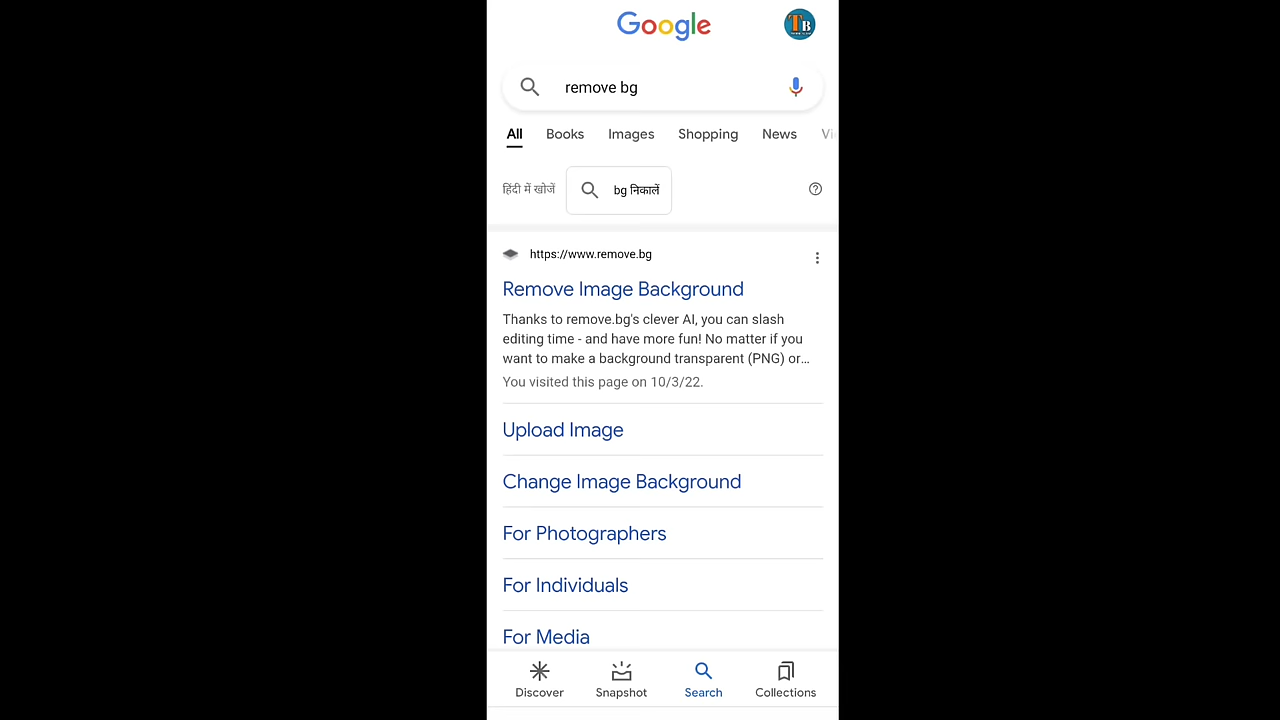 Google
TB
remove bg
All Books Images Shopping News Vi
हिंदी में खोजें bg निकालें
https://www.remove.bg
Remove Image Background
Thanks to remove.bg's clever AI, you can slash
editing time - and have more fun! No matter if you
want to make a background transparent (PNG) or...
You visited this page on 10/3/22.
Upload Image
Change Image Background
For Photographers
For Individuals
For Media
Discover Snapshot Search Collections